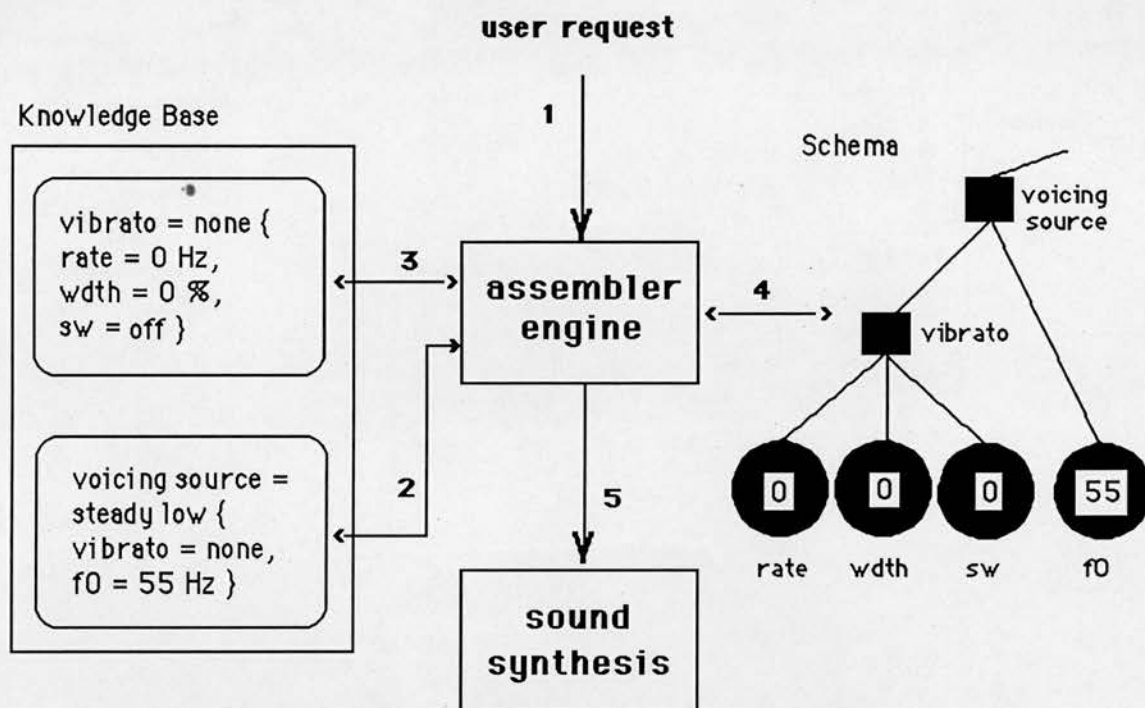 user request
1
Knowledge Base
Schema
vibrato = none {
rate = 0 Hz,
wdth = 0 %,
sw = off }
3
assembler
engine
4
voicing
source
vibrato
voicing source =
steady low {
vibrato = none,
f0 = 55 Hz }
2
5
0
0
0
55
rate
wdth
sw
f0
sound
synthesis